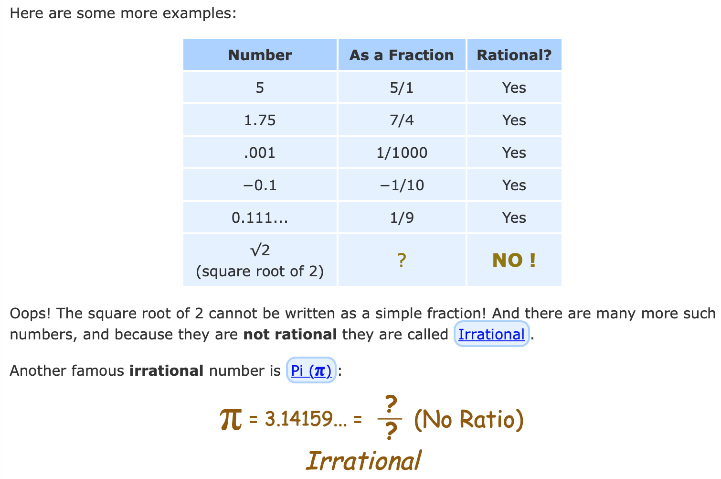 Here are some more examples:
Number As a Fraction Rational?
5 5/1 Yes
1.75 7/4 Yes
.001 1/1000 Yes
−0.1 −1/10 Yes
0.111... 1/9 Yes
√2
(square root of 2) ? NO !
Oops! The square root of 2 cannot be written as a simple fraction! And there are many more such
numbers, and because they are not rational they are called Irrational.
Another famous irrational number is Pi (π):
π = 3.14159... = ?/? (No Ratio)
Irrational